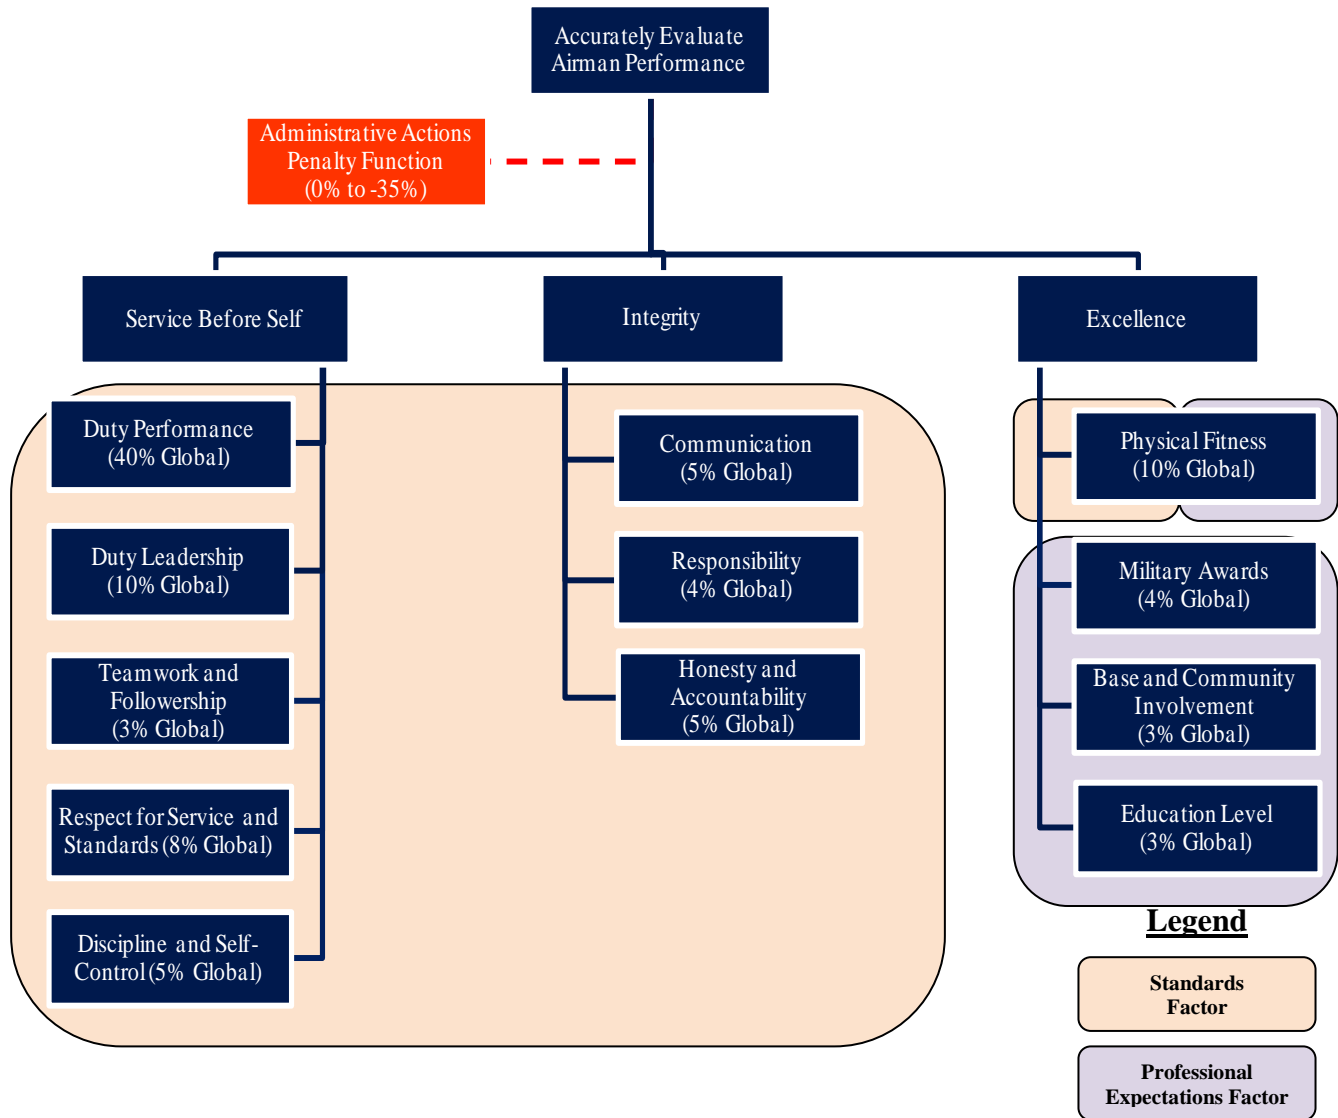 Accurately Evaluate
Airman Performance
Administrative Actions
Penalty Function
(0% to -35%)
Service Before Self
Integrity
Excellence
Duty Performance
(40% Global)
Duty Leadership
(10% Global)
Teamwork and
Followership
(3% Global)
Respect for Service and
Standards (8% Global)
Discipline and Self-
Control (5% Global)
Communication
(5% Global)
Responsibility
(4% Global)
Honesty and
Accountability
(5% Global)
Physical Fitness
(10% Global)
Military Awards
(4% Global)
Base and Community
Involvement
(3% Global)
Education Level
(3% Global)
Legend
Standards
Factor
Professional
Expectations Factor